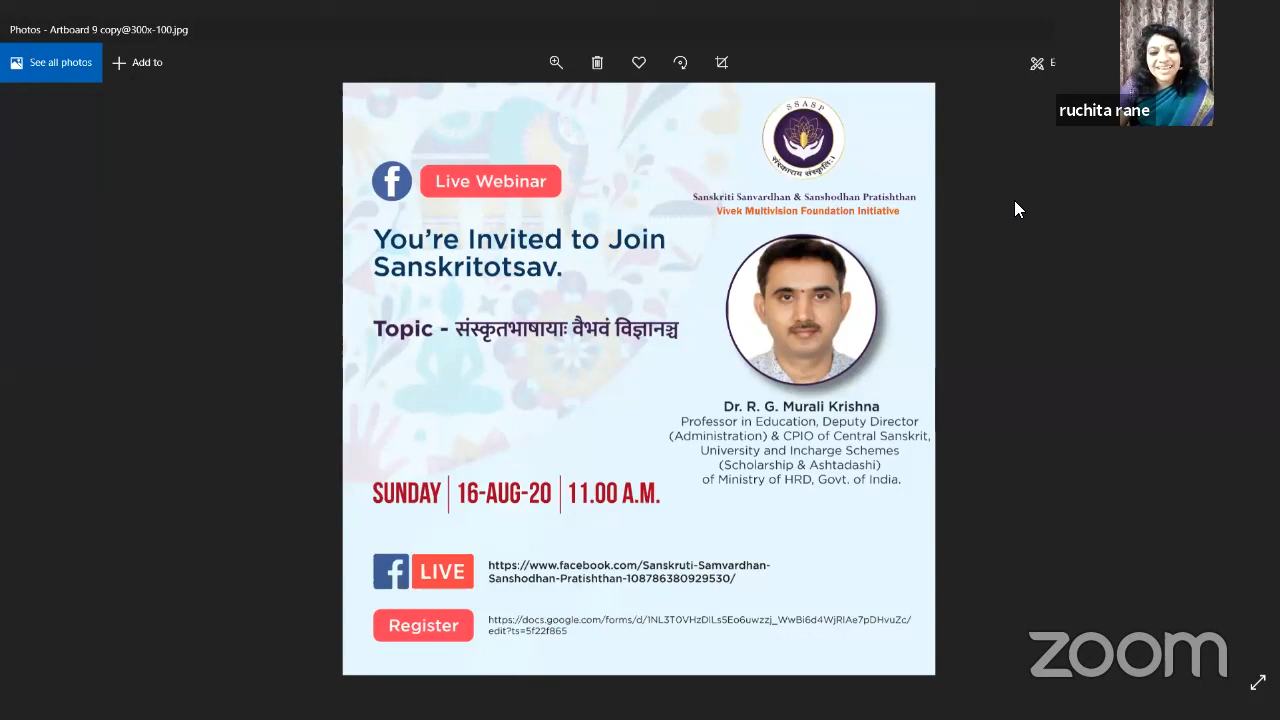 Photos - Artboard 9 copy@300x-100.jpg
See all photos
Add to
E
ruchita rane
SSASP
संस्काराय संस्कृतिः।
Sanskriti Sanvardhan & Sanshodhan Pratishthan
Vivek Multivision Foundation Initiative
f
Live Webinar
You're Invited to Join
Sanskritotsav.
Topic - संस्कृतभाषायाः वैभवं विज्ञानञ्च
Dr. R. G. Murali Krishna
Professor in Education, Deputy Director
(Administration) & CPIO of Central Sanskrit,
University and Incharge Schemes
(Scholarship & Ashtadashi)
of Ministry of HRD, Govt. of India.
SUNDAY | 16-AUG-20 | 11.00 A.M.
f LIVE
https://www.facebook.com/Sanskruti-Samvardhan-
Sanshodhan-Pratishthan-108786380929530/
Register
https://docs.google.com/forms/d/1NL3T0VHzDILs5Eo6uwzzj_WwBi6d4WjRIAe7pDHvuZc/
edit?ts=5f22f865
zoom